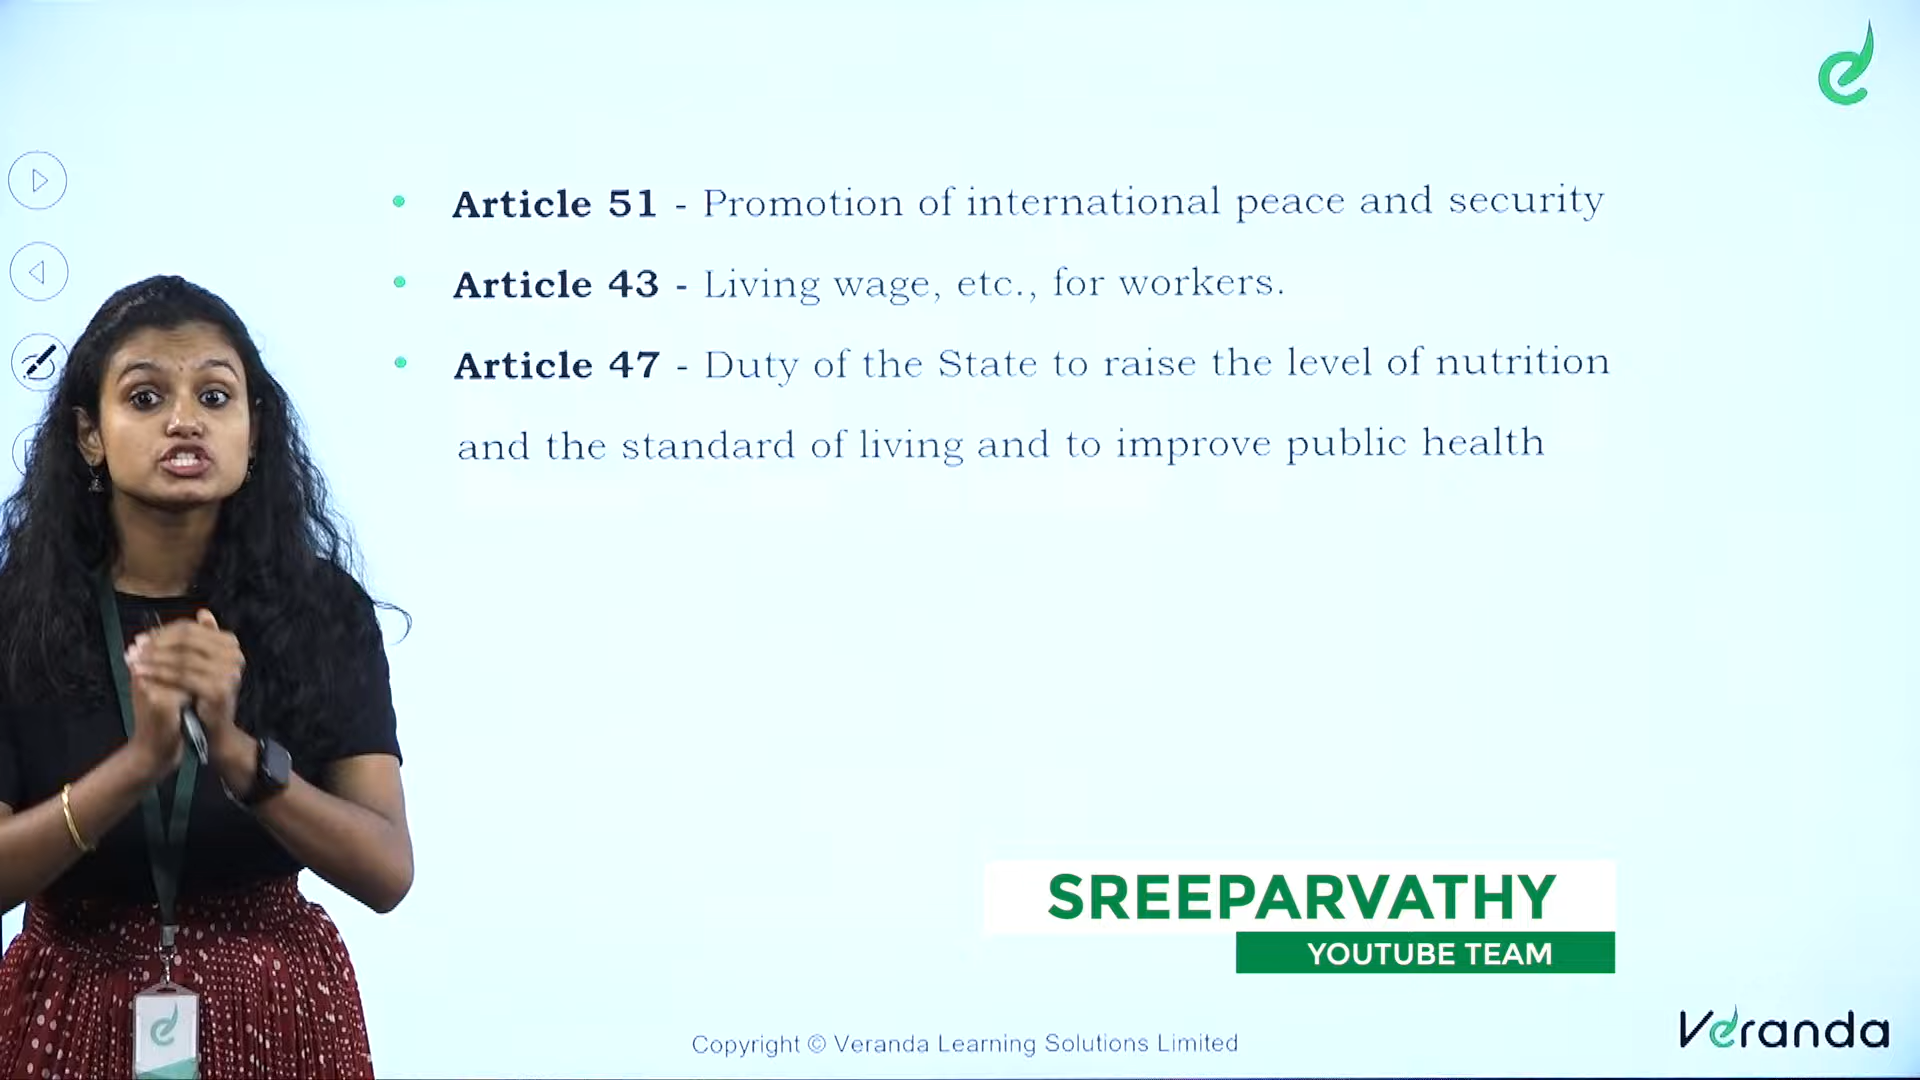 Article 51 - Promotion of international peace and security
Article 43 - Living wage, etc., for workers.
Article 47 - Duty of the State to raise the level of nutrition
and the standard of living and to improve public health
SREEPARVATHY
YOUTUBE TEAM
Veranda
Copyright © Veranda Learning Solutions Limited